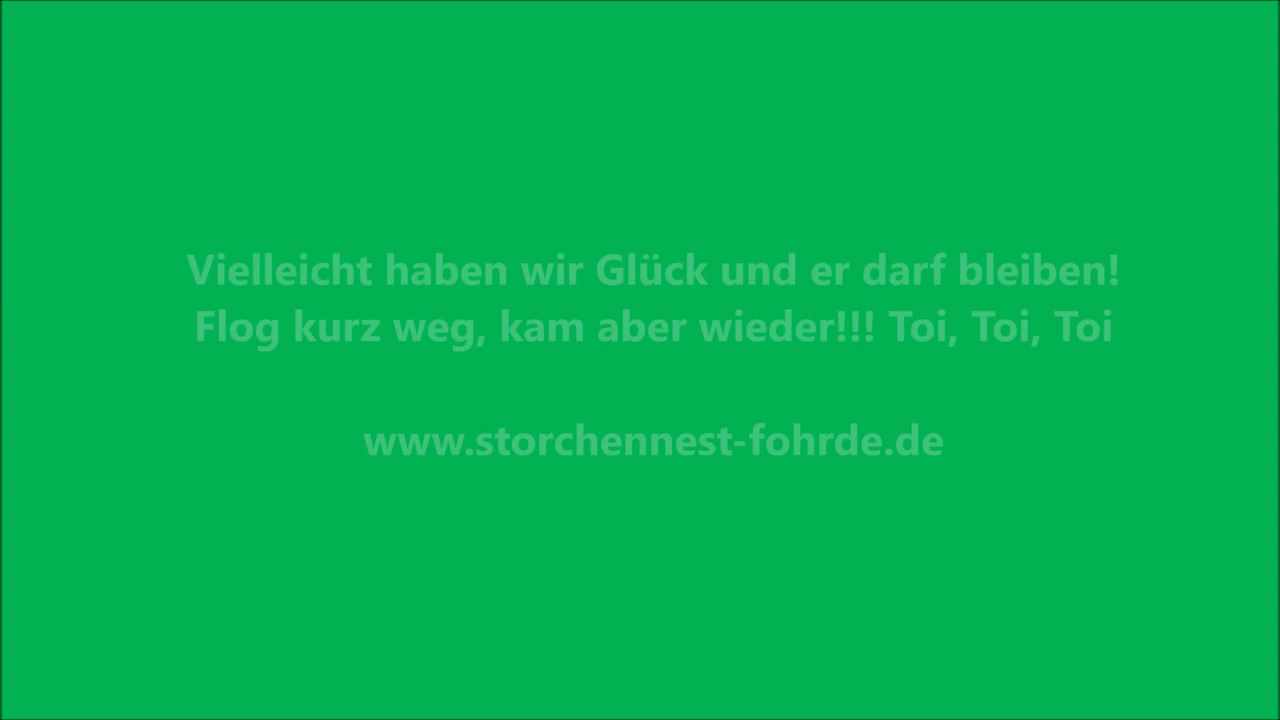 Vielleicht haben wir Glück und er darf bleiben!
Flog kurz weg, kam aber wieder!!! Toi, Toi, Toi
www.storchennest-fohrde.de